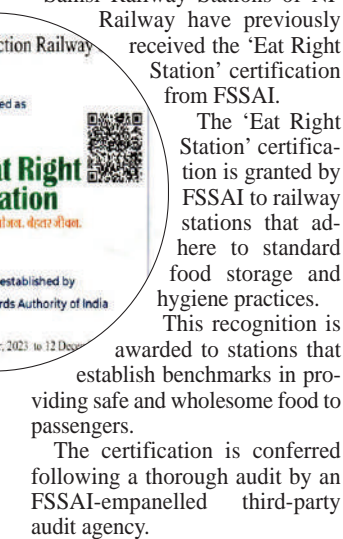 Railway have previously
received the ‘Eat Right
Station’ certification
from FSSAI.
The ‘Eat Right
Station’ certifica-
tion is granted by
FSSAI to railway
stations that ad-
here to standard
food storage and
hygiene practices.
This recognition is
awarded to stations that
establish benchmarks in pro-
viding safe and wholesome food to
passengers.
The certification is conferred
following a thorough audit by an
FSSAI-empanelled third-party
audit agency.
ction Railway
ed as
t Right
ation
बेहतर जीवन.
established by
rds Authority of India
2023 to 12 Dece